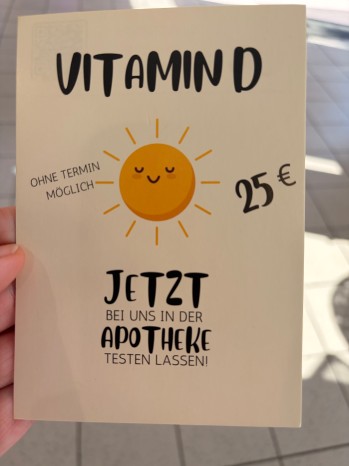 VITAMIN D
OHNE TERMIN
MÖGLICH
25 €
JETZT
BEI UNS IN DER
APOTHEKE
TESTEN LASSEN!